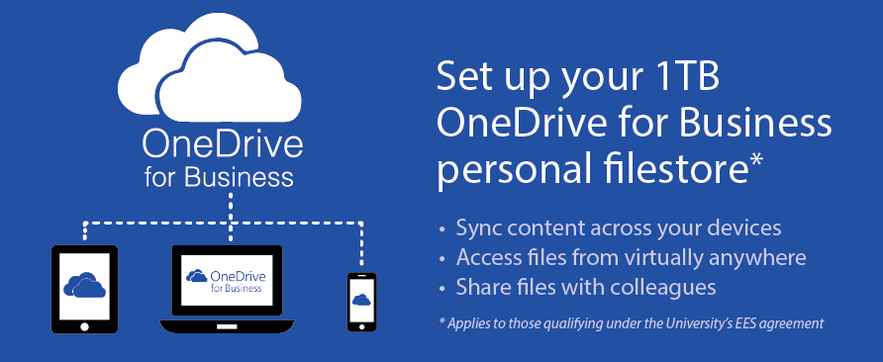 OneDrive
for Business
OneDrive
for Business
Set up your 1TB
OneDrive for Business
personal filestore*
• Sync content across your devices
• Access files from virtually anywhere
• Share files with colleagues
* Applies to those qualifying under the University's EES agreement